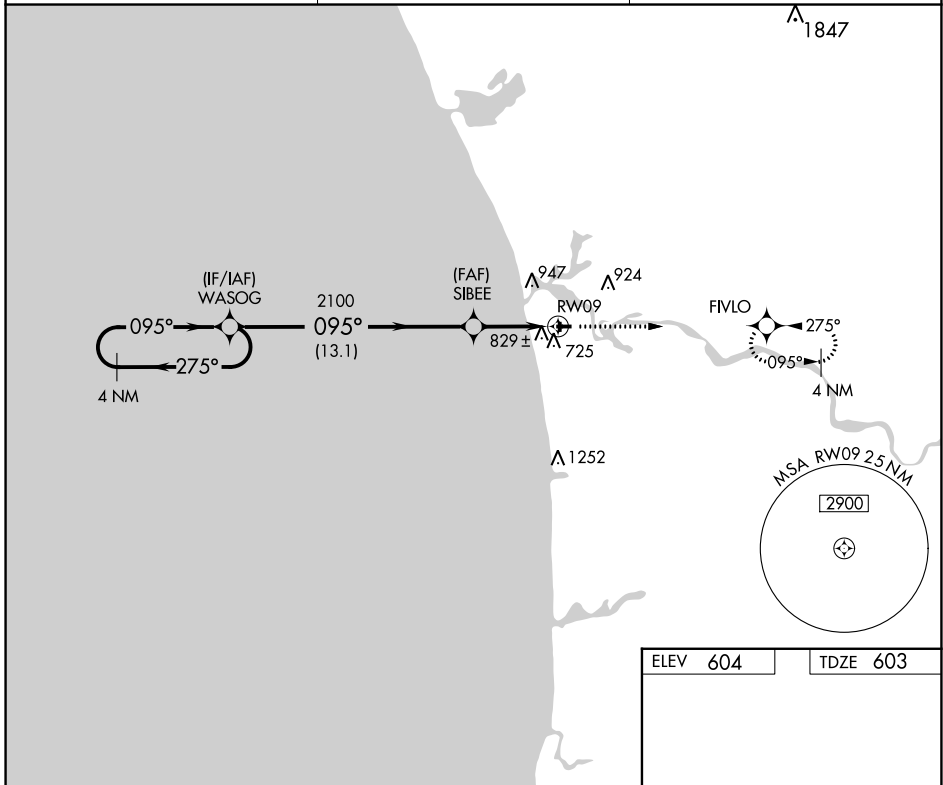 1847
(IF/IAF)
WASOG
2100
095°
(13.1)
095°
275°
4 NM
(FAF)
SIBEE
947
924
RW09
829 ±
725
FIVLO
275°
095°
4 NM
1252
MSA RW09 25 NM
2900
ELEV 604
TDZE 603